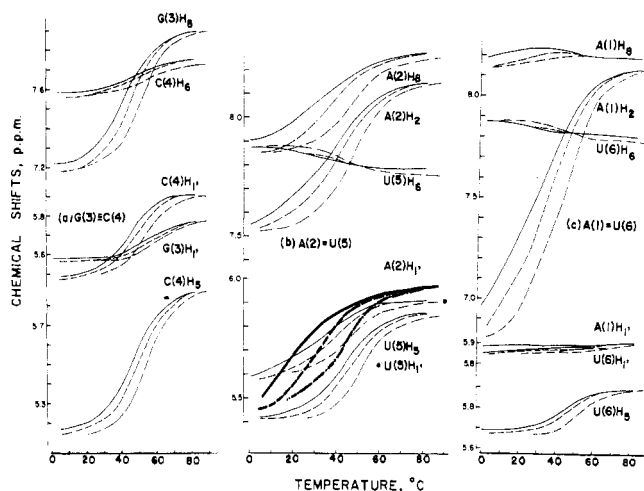 CHEMICAL SHIFTS, p.p.m.
G(3)H8
C(4)H6
7.6
7.2
C(4)H1'
(a) G(3)≡C(4)
5.8
5.6
G(3)H1'
C(4)H5
5.7
5.3
0 20 40 60 80
A(2)H8
8.0
A(2)H2
U(5)H6
7.5
(b) A(2)=U(5)
A(2)H1'
6.0
U(5)H5
• U(5)H1'
5.5
0 20 40 60 80
A(1)H8
8.0
A(1)H2
U(6)H6
7.5
(c) A(1)=U(6)
7.0
A(1)H1'
5.9
U(6)H1'
5.8
U(6)H5
5.6
0 20 40 60 80
TEMPERATURE, °C